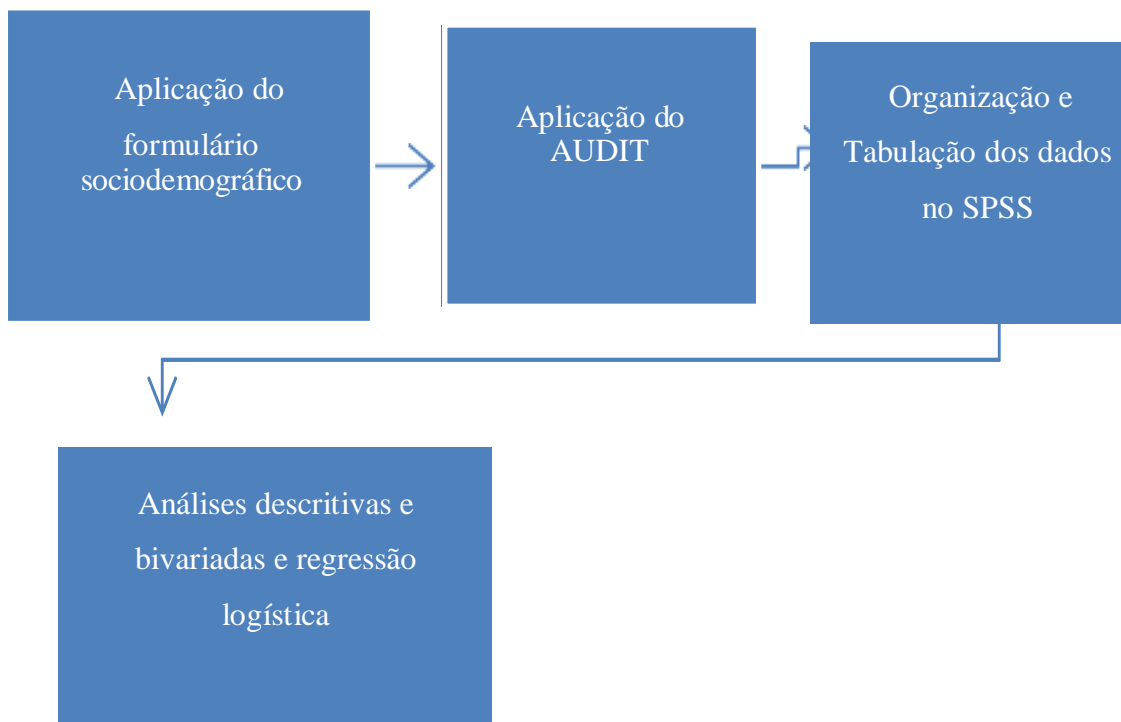 Aplicação do
formulário
sociodemográfico
Aplicação do
AUDIT
Organização e
Tabulação dos dados
no SPSS
Análises descritivas e
bivariadas e regressão
logística